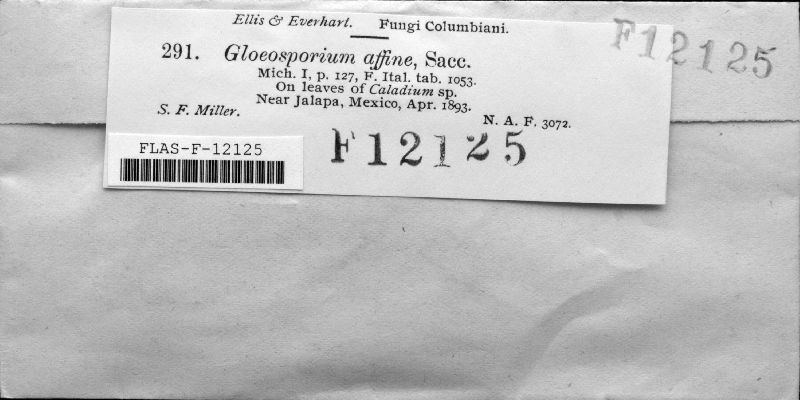 Ellis & Everhart. Fungi Columbiani.
F12125
291. Gloeosporium affine, Sacc.
Mich. I, p. 127, F. Ital. tab. 1053.
On leaves of Caladium sp.
Near Jalapa, Mexico, Apr. 1893.
S. F. Miller.
N. A. F. 3072.
FLAS-F-12125
F12125